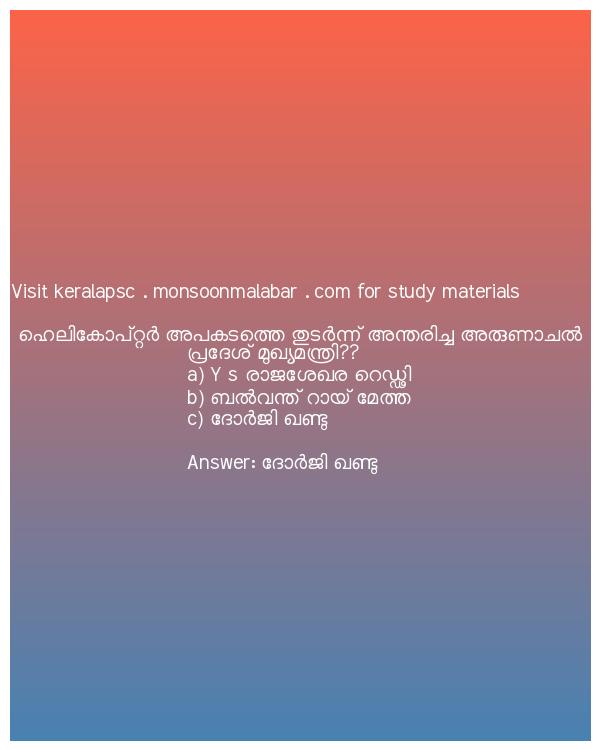 Visit keralapsc . monsoonmalabar . com for study materials
ഹെലികോപ്റ്റർ അപകടത്തെ തുടർന്ന് അന്തരിച്ച അരുണാചൽ
പ്രദേശ് മുഖ്യമന്ത്രി??
a) Y s രാജശേഖര റെഡ്ഢി
b) ബൽവന്ത് റായ് മേത്ത
c) ദോർജി ഖണ്ടു
Answer: ദോർജി ഖണ്ടു